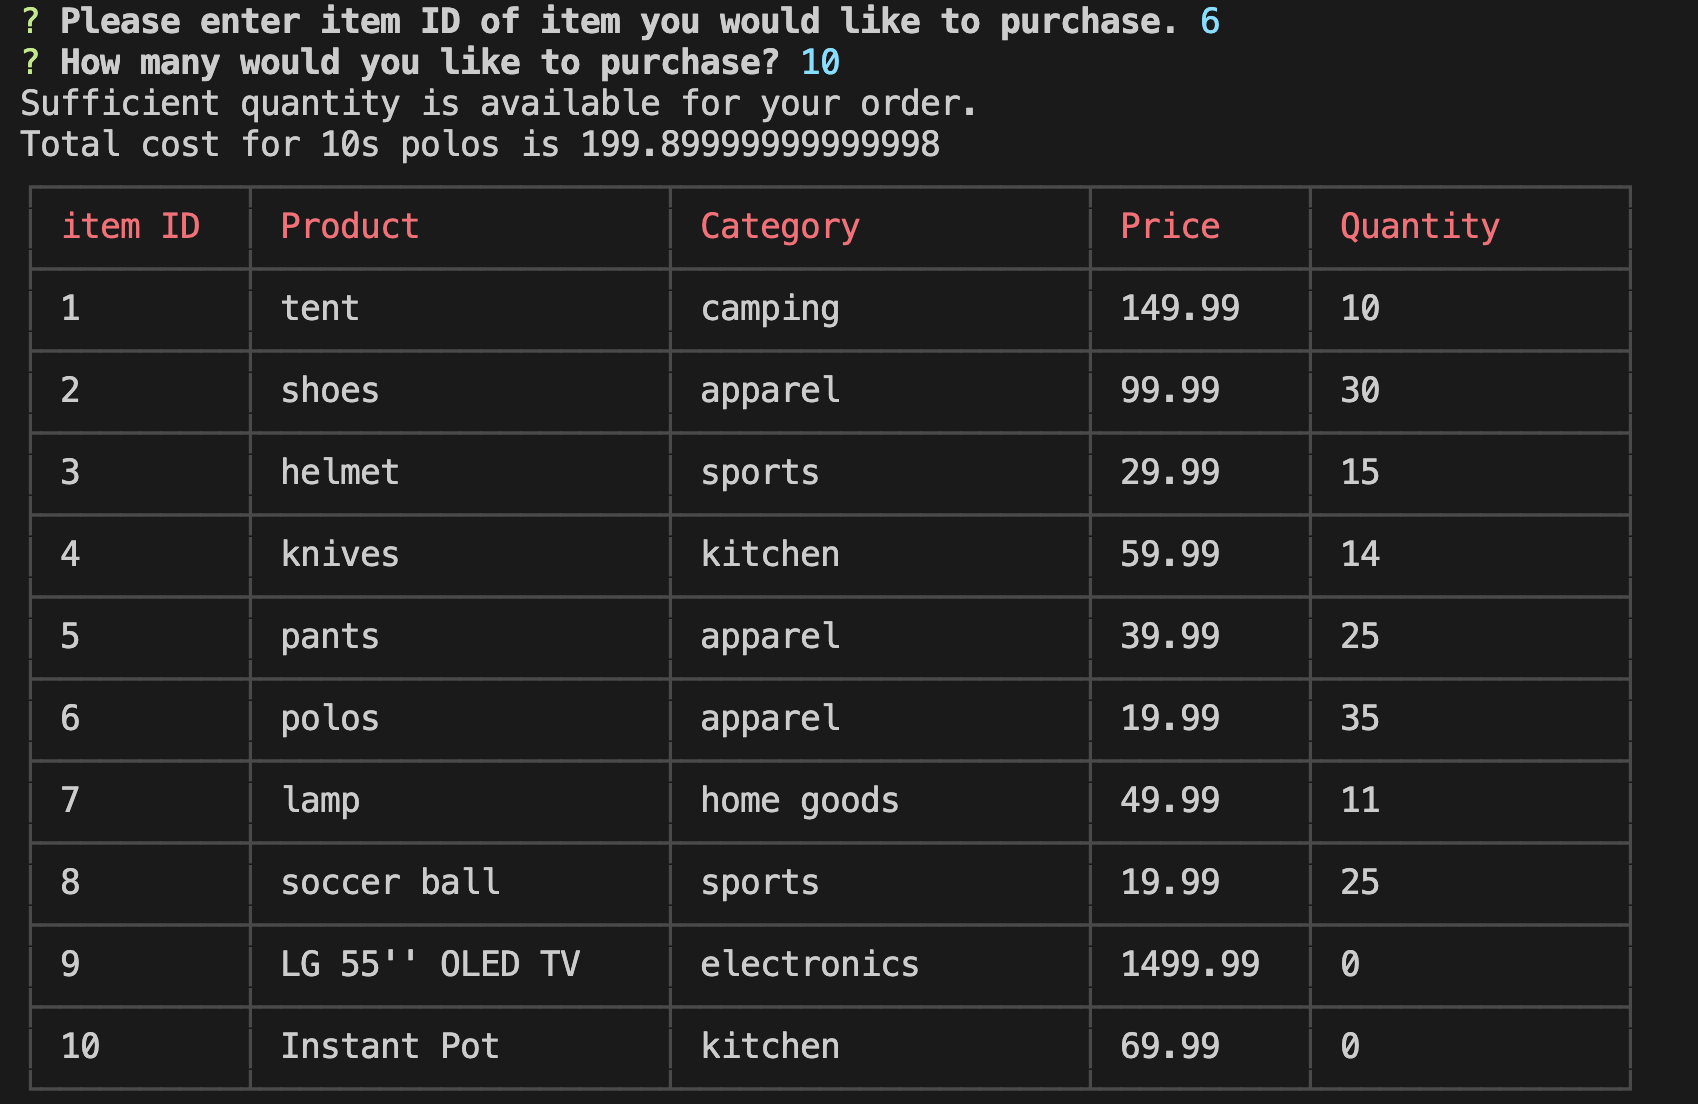 ? Please enter item ID of item you would like to purchase. 6
? How many would you like to purchase? 10
Sufficient quantity is available for your order.
Total cost for 10s polos is 199.89999999999998
item ID Product Category Price Quantity
1 tent camping 149.99 10
2 shoes apparel 99.99 30
3 helmet sports 29.99 15
4 knives kitchen 59.99 14
5 pants apparel 39.99 25
6 polos apparel 19.99 35
7 lamp home goods 49.99 11
8 soccer ball sports 19.99 25
9 LG 55'' OLED TV electronics 1499.99 0
10 Instant Pot kitchen 69.99 0